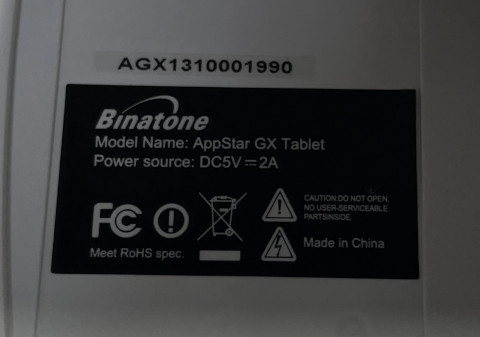 AGX1310001990
Binatone
Model Name: AppStar GX Tablet
Power source: DC5V⎓2A
FC
CAUTION:DO NOT OPEN,
NO USER-SERVICEABLE
PARTSINSIDE.
Made in China
Meet RoHS spec.